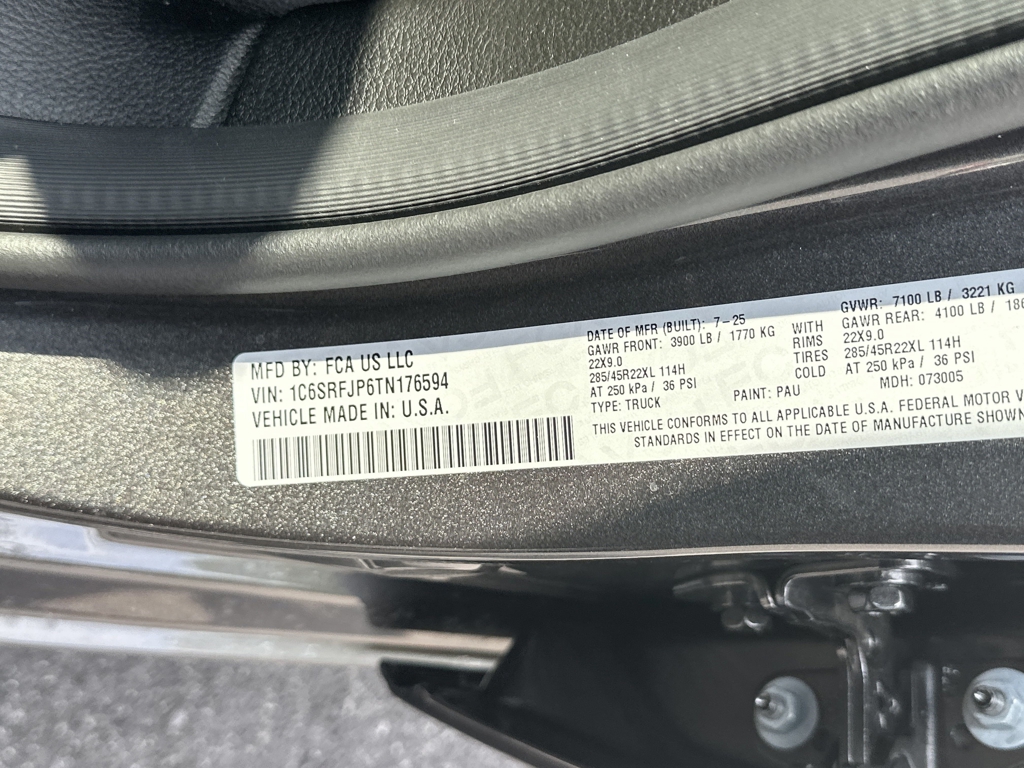 MFD BY: FCA US LLC
VIN: 1C6SRFJP6TN176594
VEHICLE MADE IN: U.S.A.
DATE OF MFR (BUILT): 7-25
GVWR: 7100 LB / 3221 KG
GAWR FRONT: 3900 LB / 1770 KG
WITH
GAWR REAR: 4100 LB /
22X9.0
RIMS
22X9.0
285/45R22XL 114H
TIRES
285/45R22XL 114H
AT 250 kPa / 36 PSI
COLD
AT 250 kPa / 36 PSI
TYPE: TRUCK
PAINT: PAU
MDH: 073005
THIS VEHICLE CONFORMS TO ALL APPLICABLE U.S.A. FEDERAL MOTOR
STANDARDS IN EFFECT ON THE DATE OF MANUFACTURE SHOWN